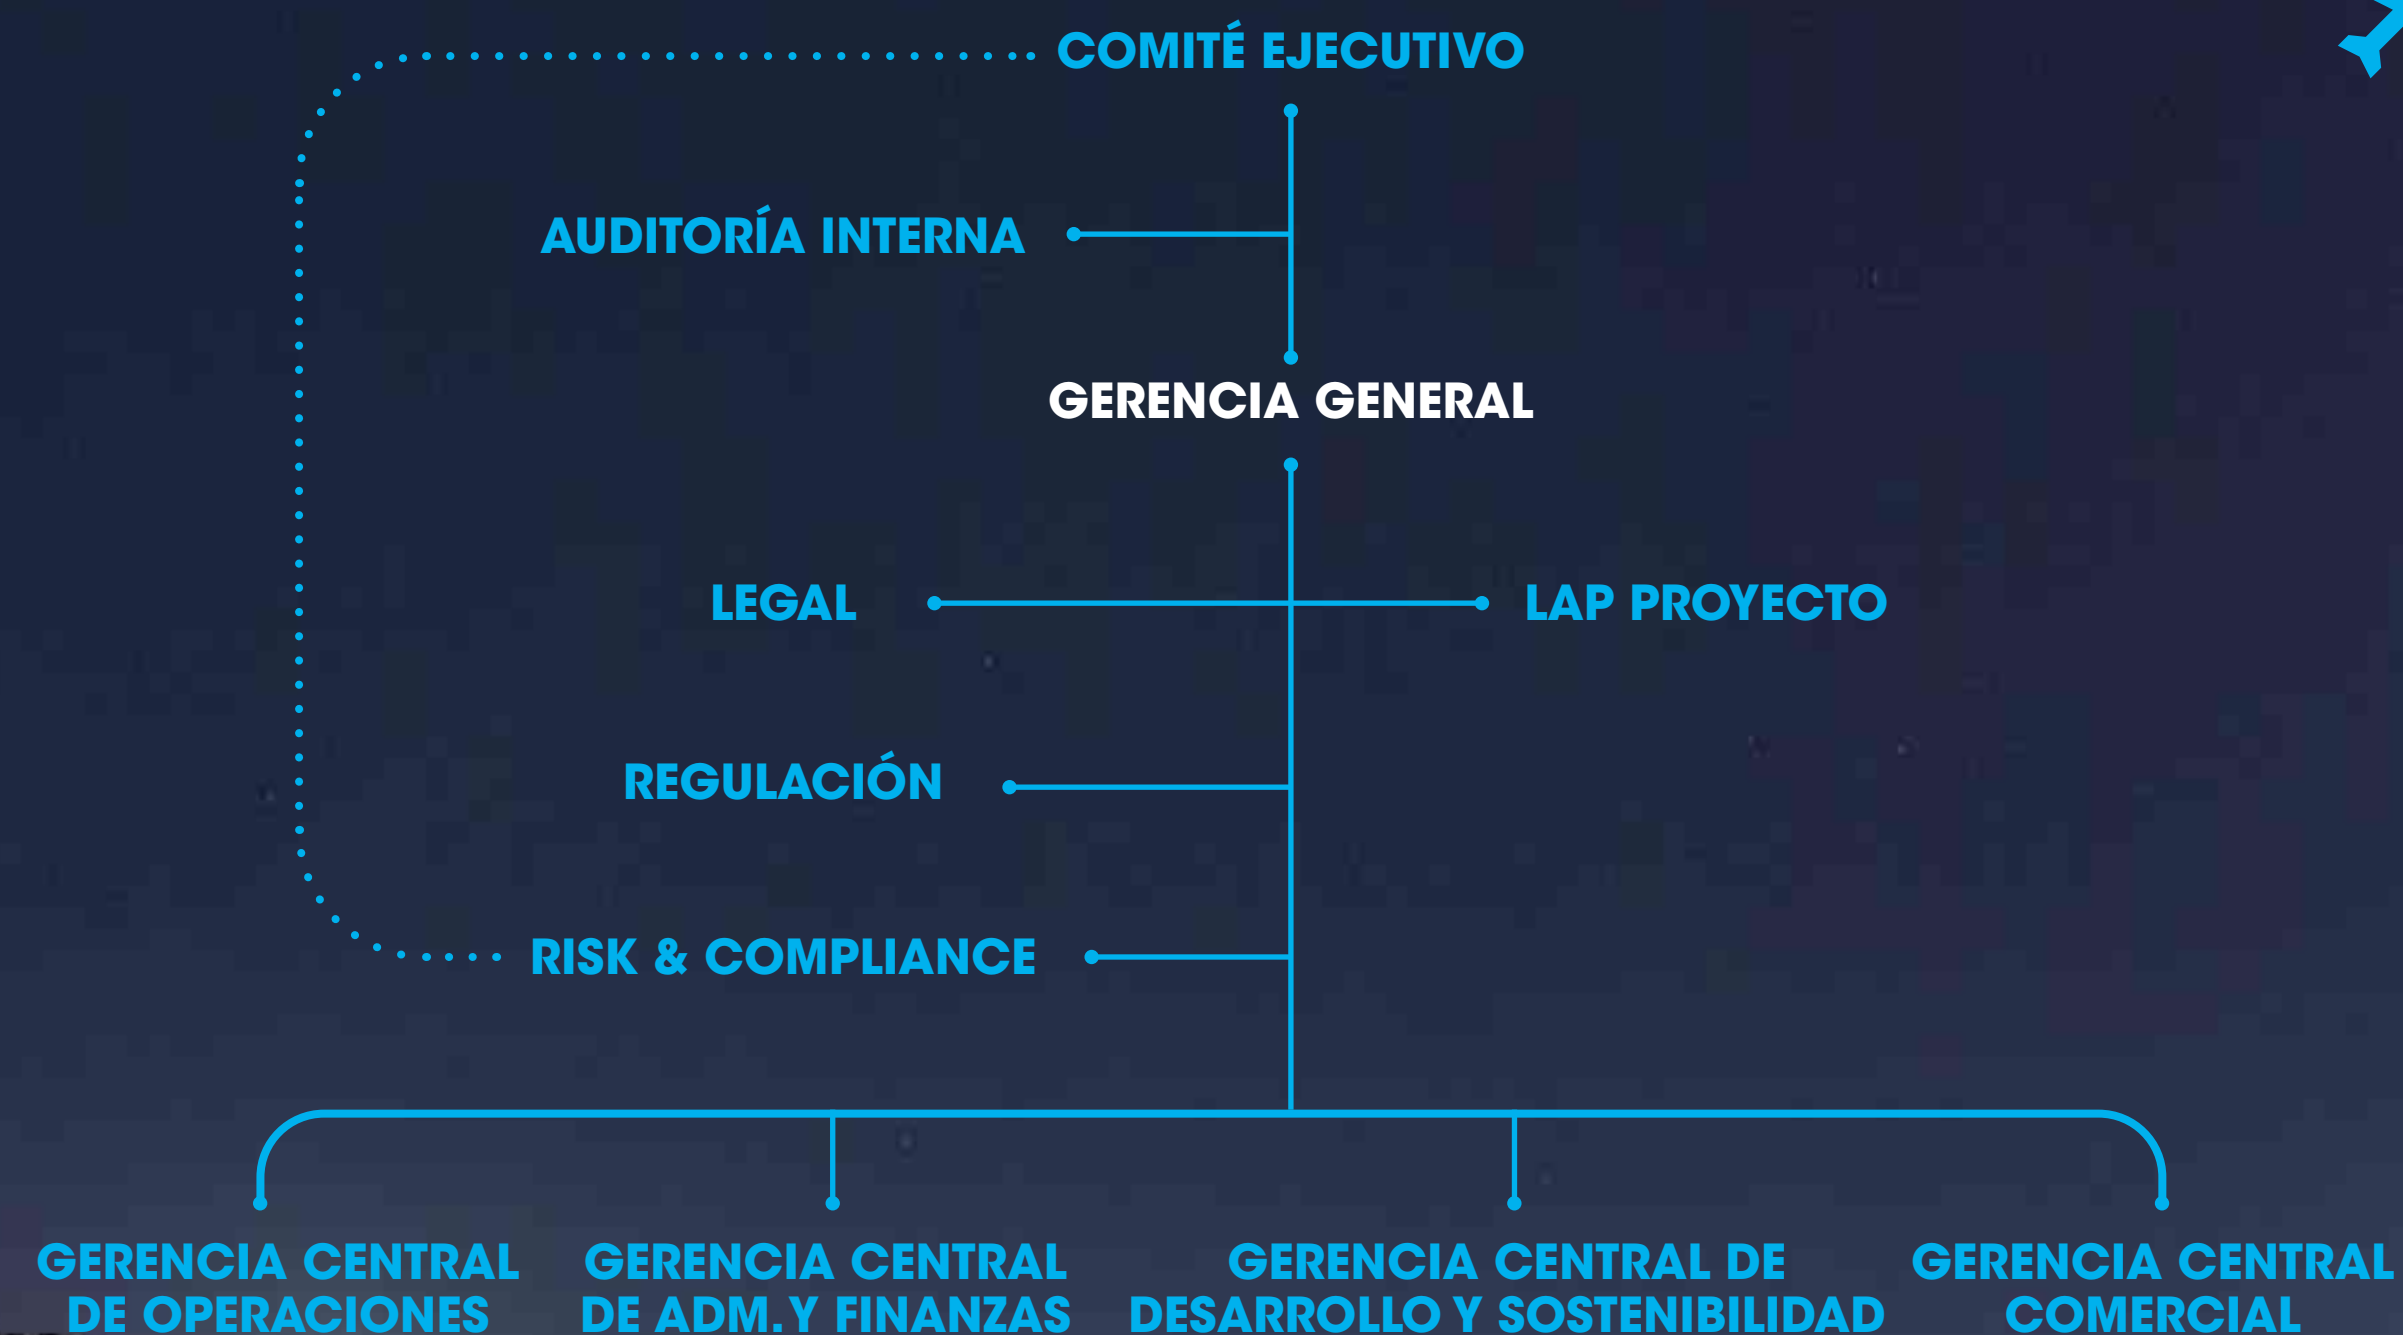 COMITÉ EJECUTIVO
AUDITORÍA INTERNA
GERENCIA GENERAL
LEGAL
LAP PROYECTO
REGULACIÓN
RISK & COMPLIANCE
GERENCIA CENTRAL
DE OPERACIONES
GERENCIA CENTRAL
DE ADM. Y FINANZAS
GERENCIA CENTRAL DE
DESARROLLO Y SOSTENIBILIDAD
GERENCIA CENTRAL
COMERCIAL